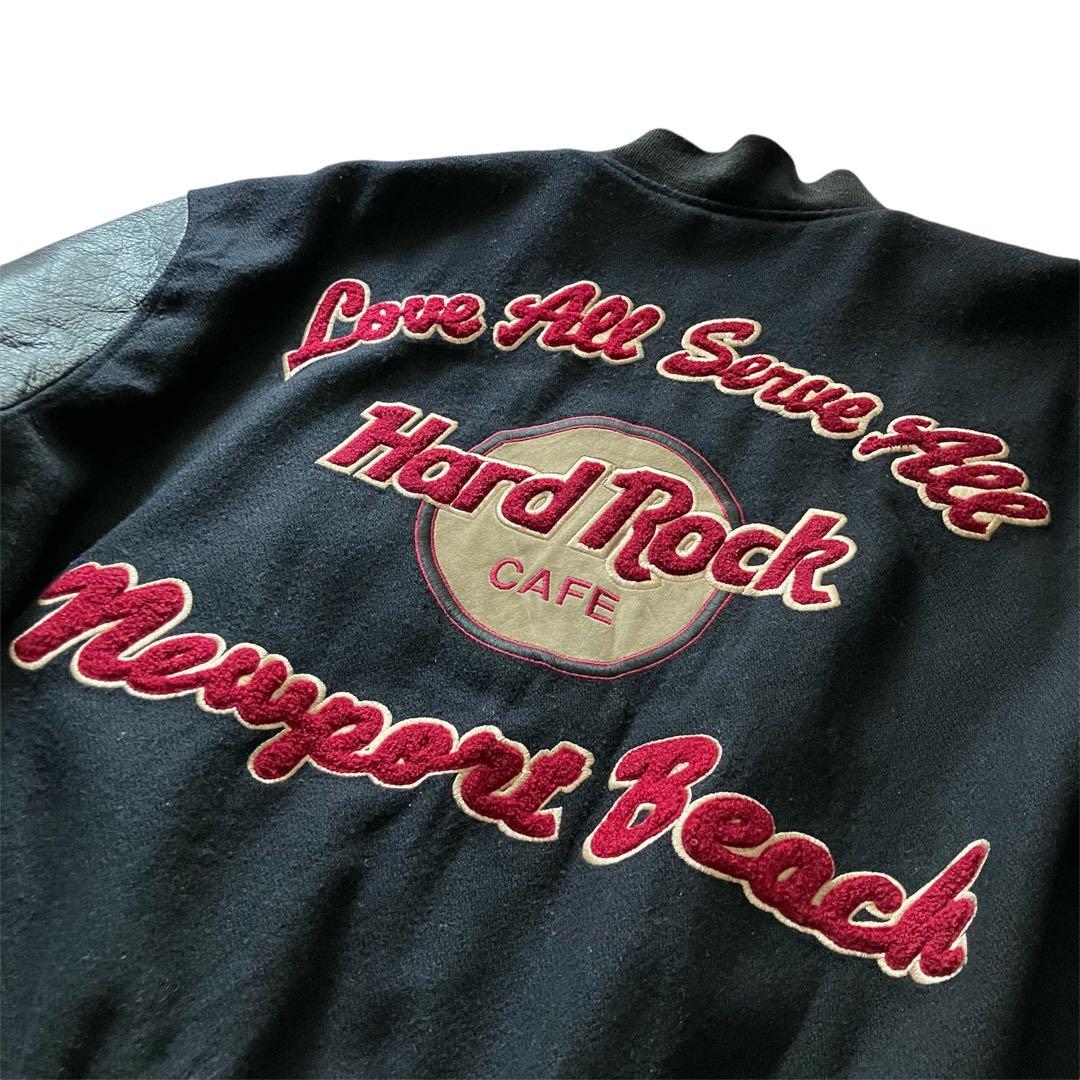 Love All Serve All
Hard Rock
CAFE
Newport Beach